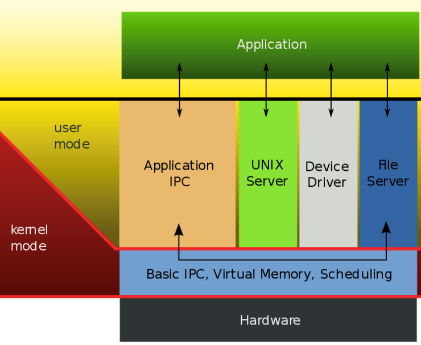 Application
user
mode
Application
IPC
UNIX
Server
Device
Driver
File
Server
kernel
mode
Basic IPC, Virtual Memory, Scheduling
Hardware